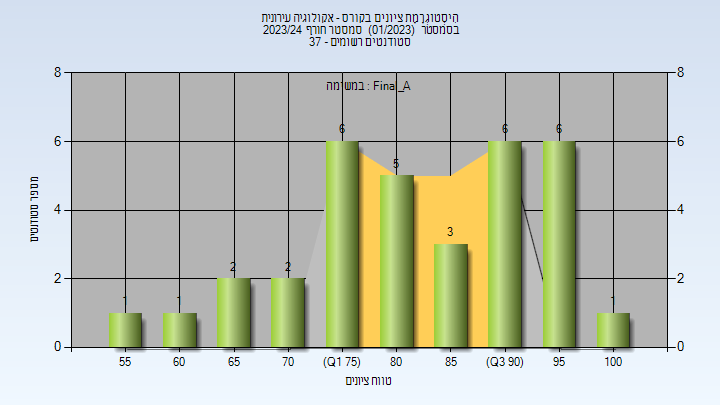 הִיסְטוֹגְרָמַת ציונים בקורס - אקולוגיה עירונית
בסמסטר (01/2023) סמסטר חורף 2023/24
סטודנטים רשומים - 37
במשימה : Final_A
8 8
6 6 6 6 6
5
4 4
3
2 2 2 2
1 1 1
0 0
55 60 65 70 (Q1 75) 80 85 (Q3 90) 95 100
מספר סטודנטים
טווח ציונים